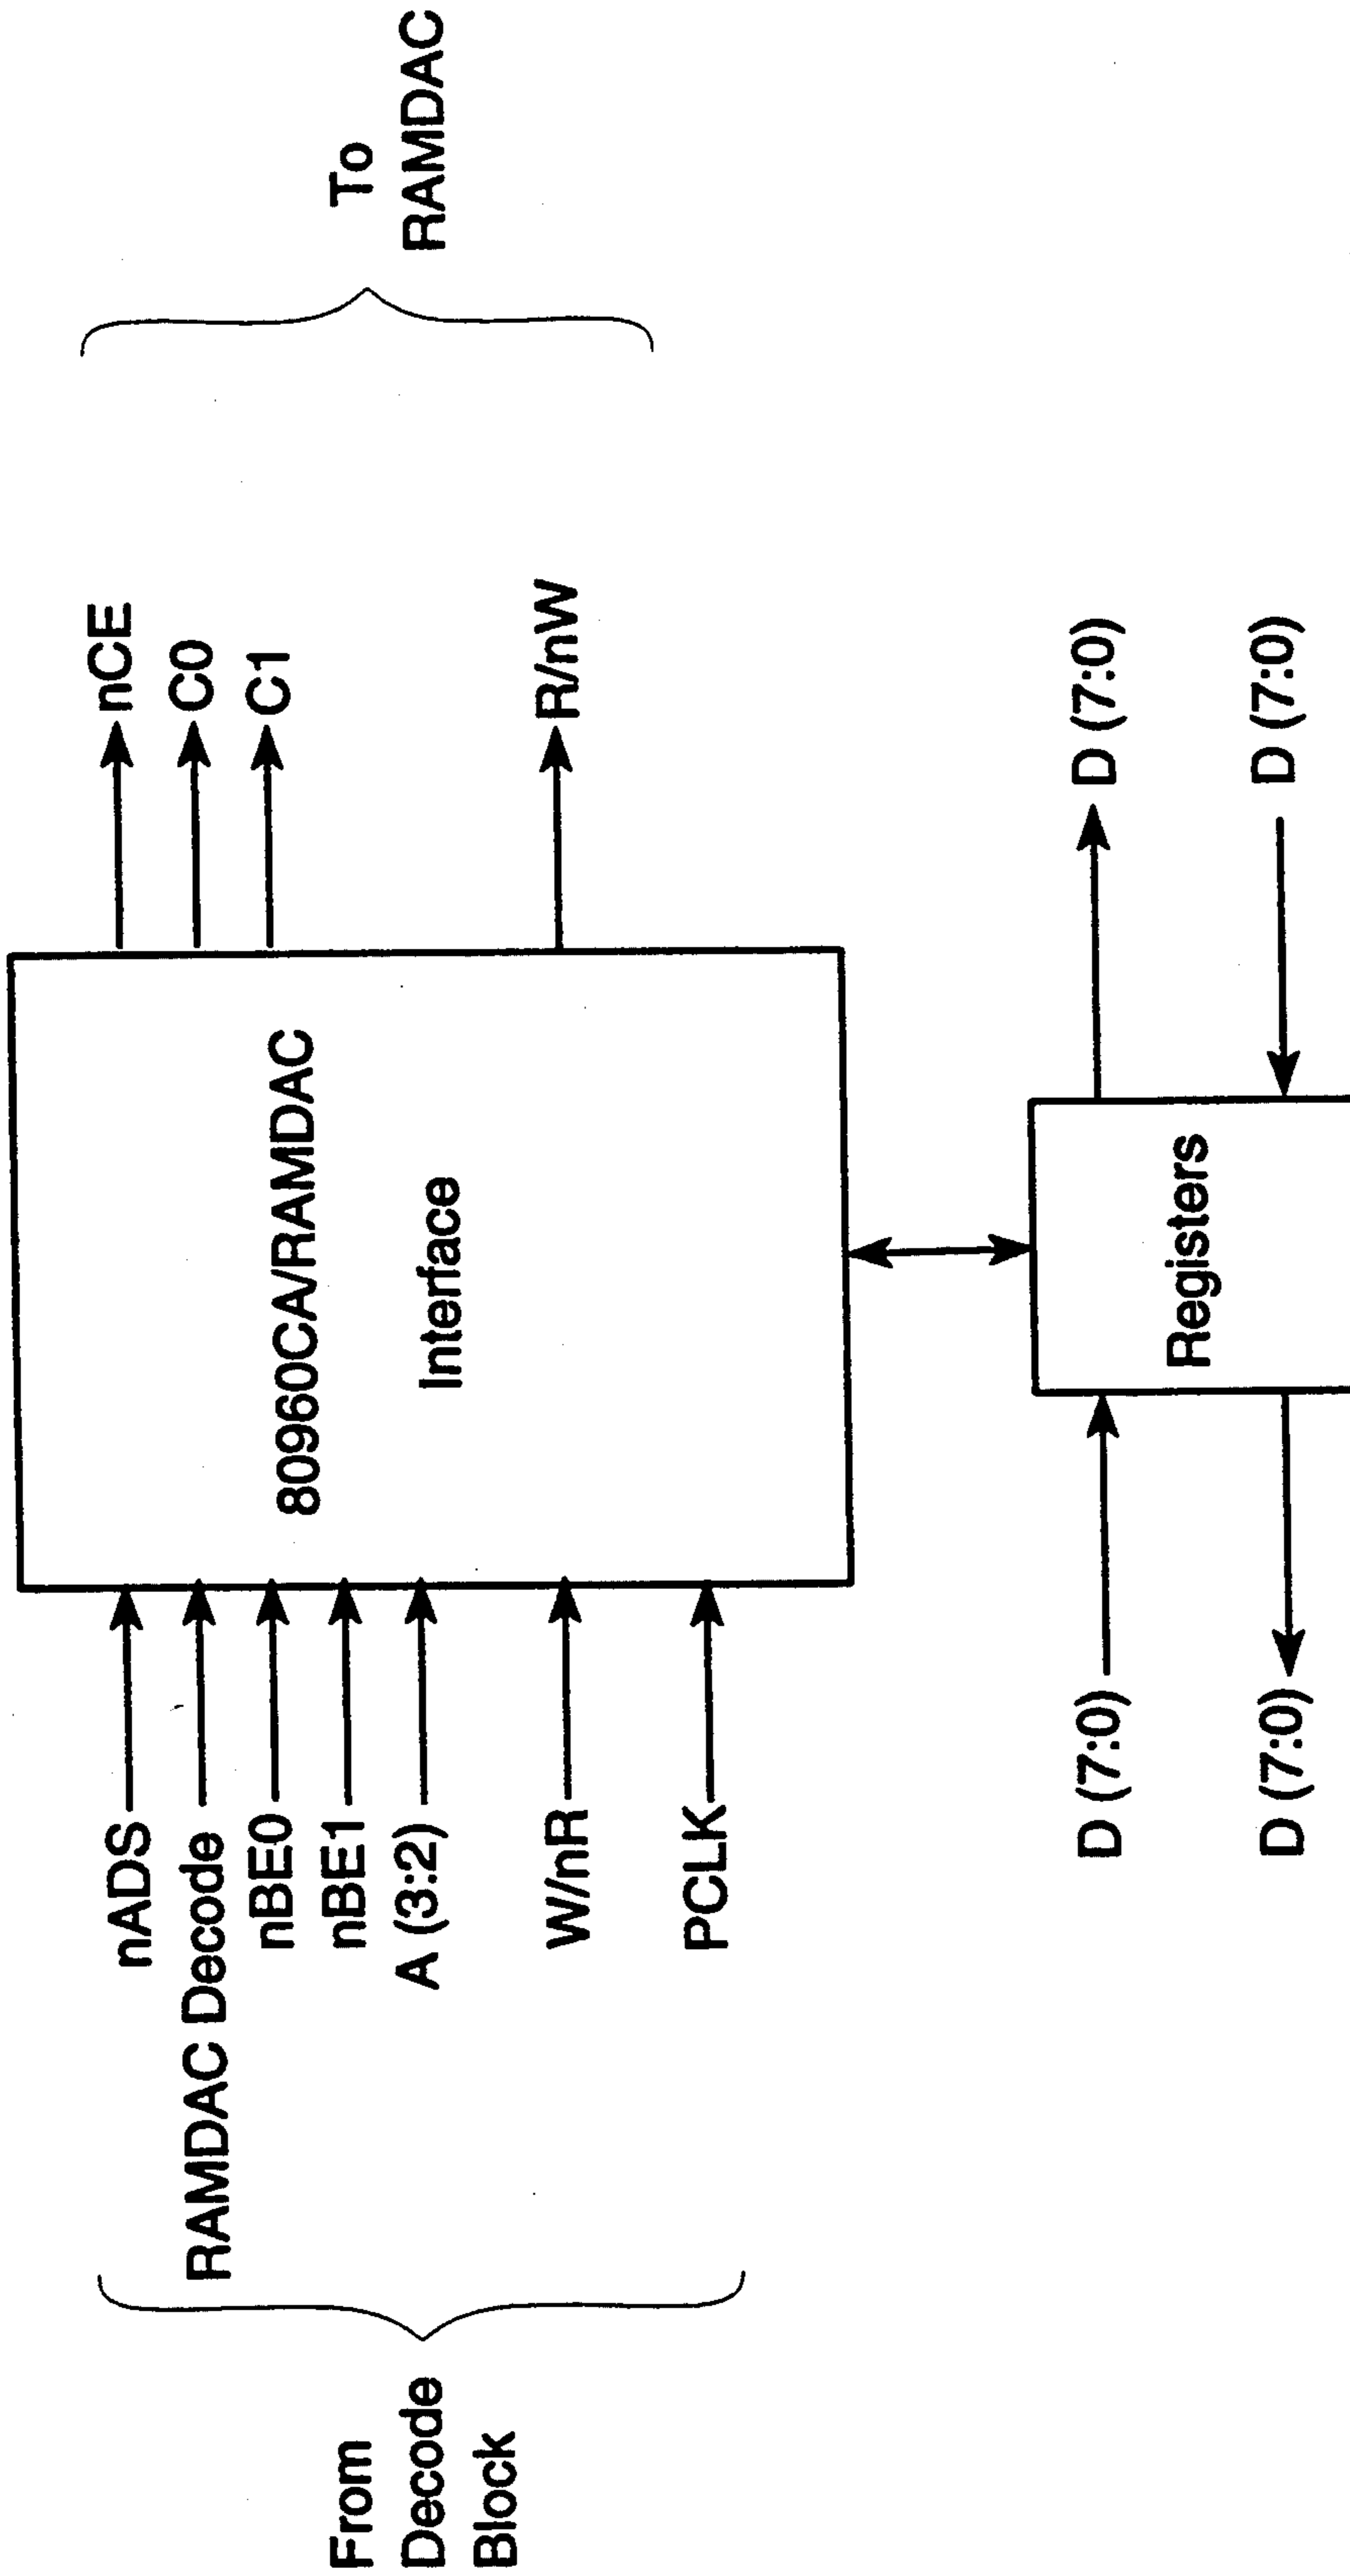 From
Decode
Block
nADS
RAMDAC Decode
nBE0
nBE1
A (3:2)
W/nR
PCLK
80960CA/RAMDAC
Interface
nCE
C0
C1
R/nW
To
RAMDAC
D (7:0)
D (7:0)
Registers
D (7:0)
D (7:0)